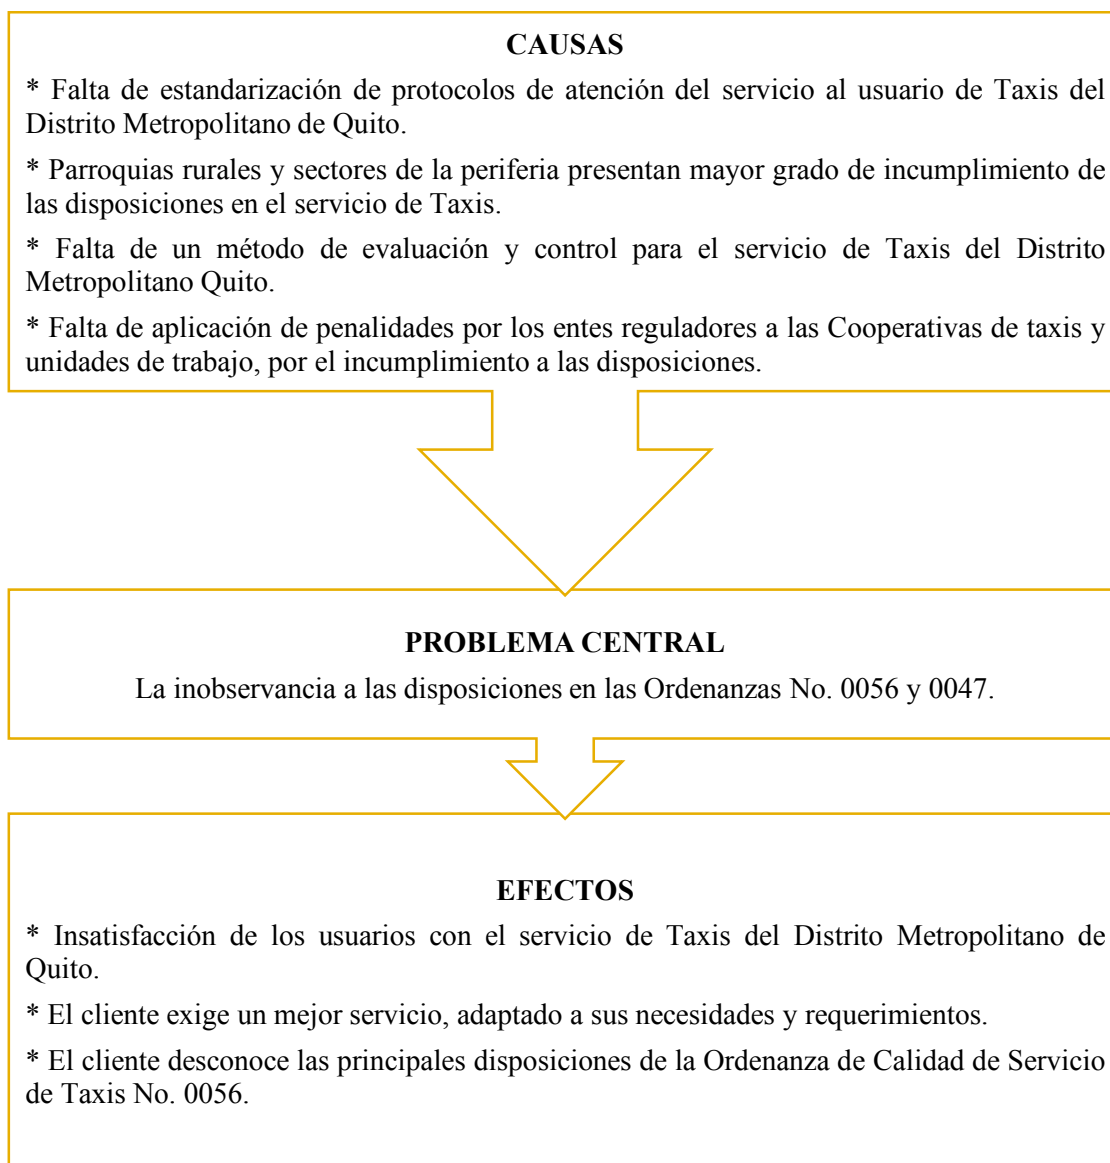 CAUSAS
* Falta de estandarización de protocolos de atención del servicio al usuario de Taxis del
Distrito Metropolitano de Quito.
* Parroquias rurales y sectores de la periferia presentan mayor grado de incumplimiento de
las disposiciones en el servicio de Taxis.
* Falta de un método de evaluación y control para el servicio de Taxis del Distrito
Metropolitano Quito.
* Falta de aplicación de penalidades por los entes reguladores a las Cooperativas de taxis y
unidades de trabajo, por el incumplimiento a las disposiciones.
PROBLEMA CENTRAL
La inobservancia a las disposiciones en las Ordenanzas No. 0056 y 0047.
EFECTOS
* Insatisfacción de los usuarios con el servicio de Taxis del Distrito Metropolitano de
Quito.
* El cliente exige un mejor servicio, adaptado a sus necesidades y requerimientos.
* El cliente desconoce las principales disposiciones de la Ordenanza de Calidad de Servicio
de Taxis No. 0056.